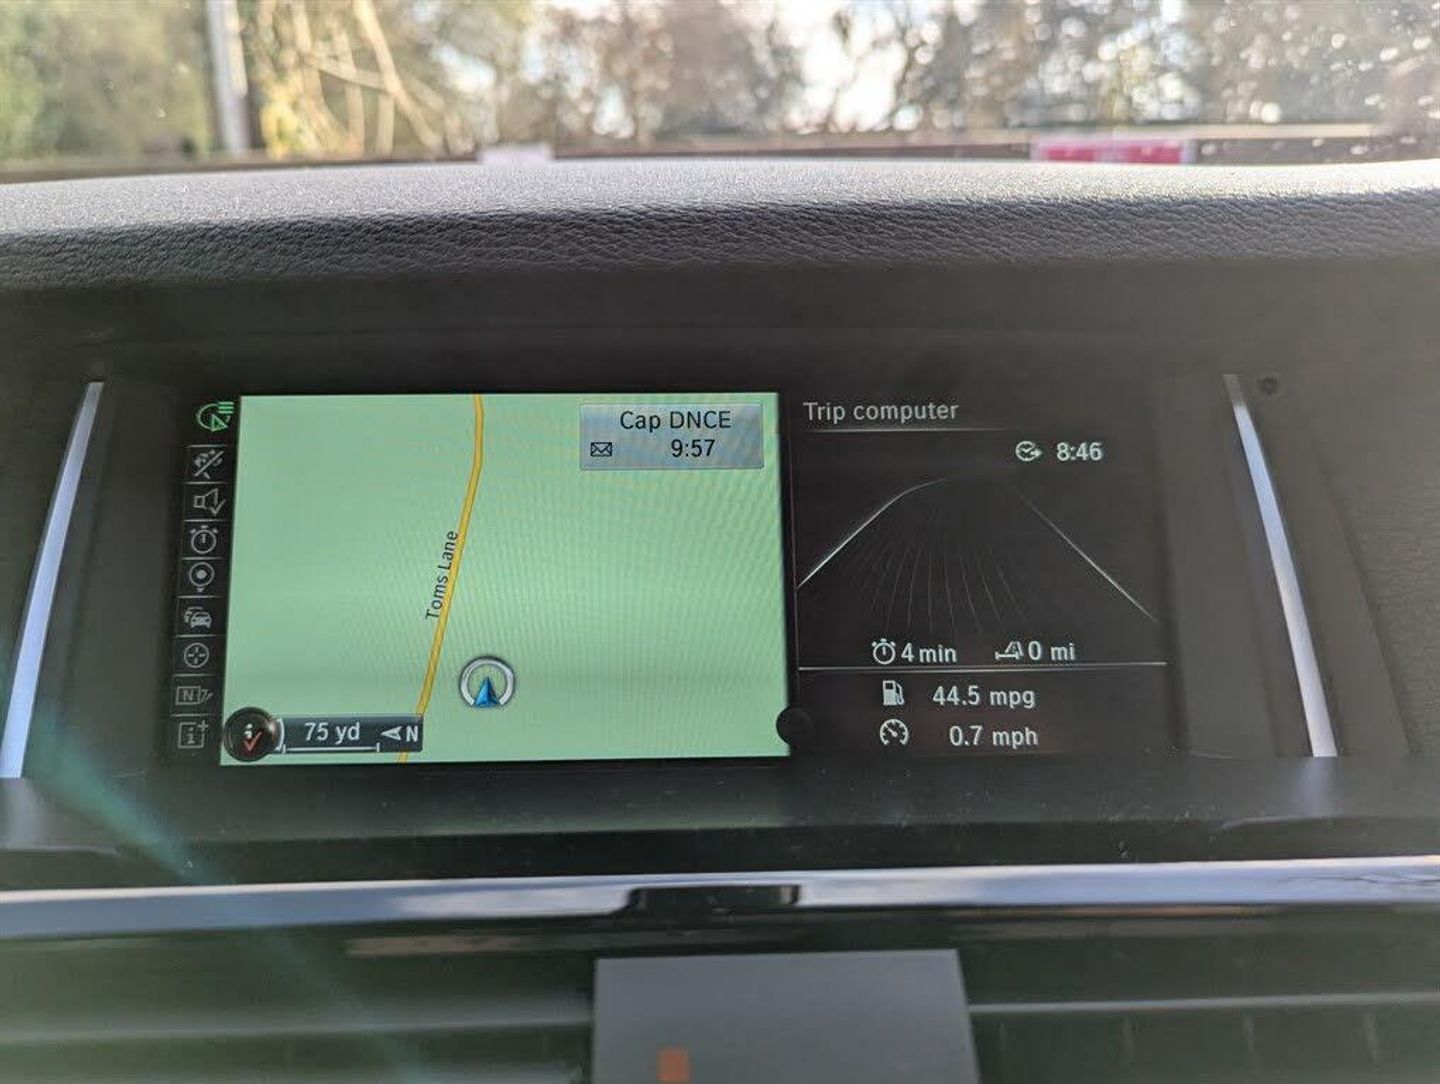 Cap DNCE
9:57
Toms Lane
75 yd
N
Trip computer
8:46
4 min
0 mi
44.5 mpg
0.7 mph
N
i+